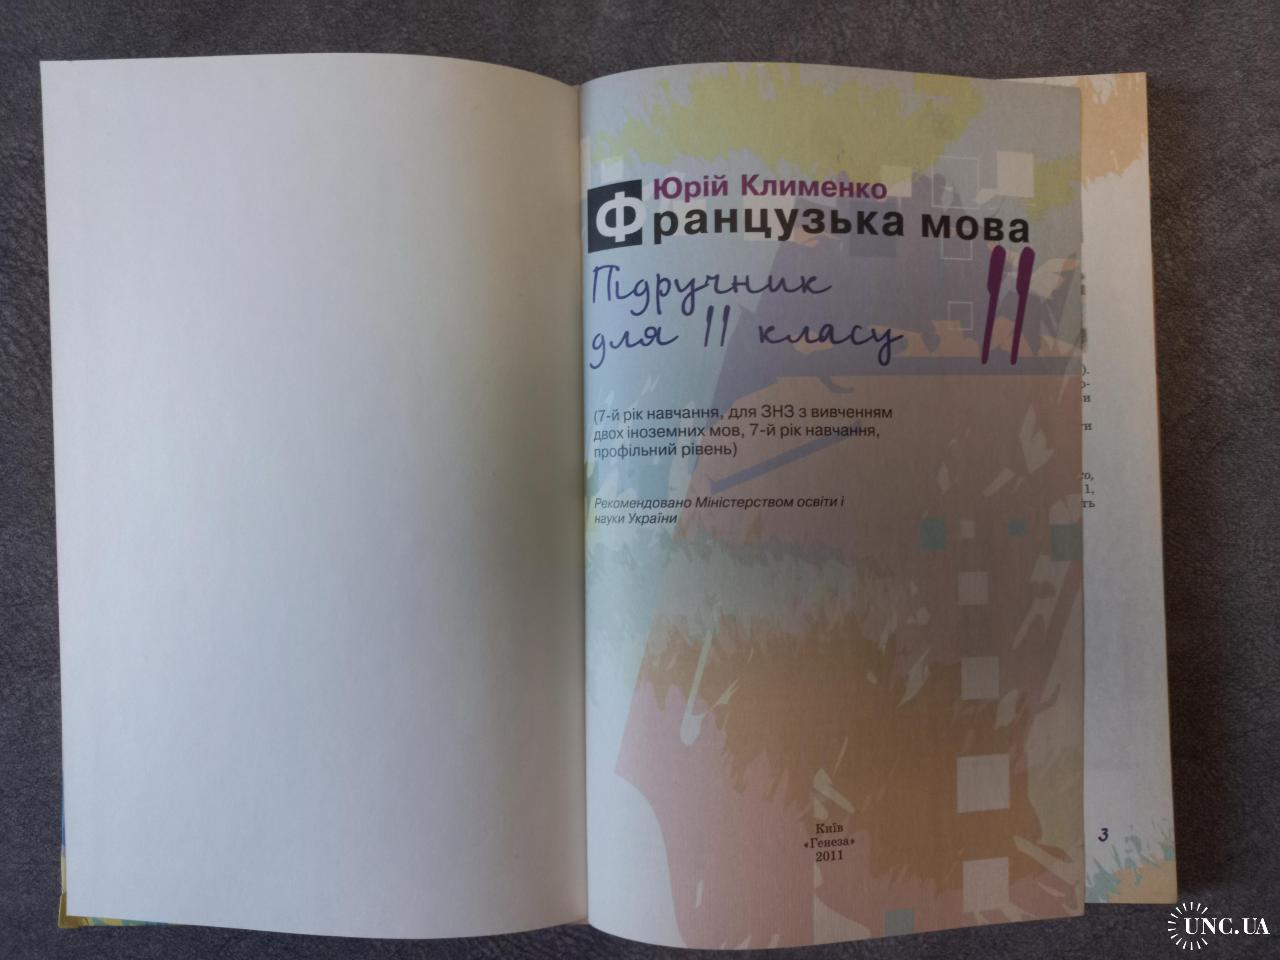 Юрій Клименко
Французька мова
Підручник
для 11 класу
11
(7-й рік навчання, для ЗНЗ з вивченням
двох іноземних мов, 7-й рік навчання,
профільний рівень)
Рекомендовано Міністерством освіти і
науки України
Київ
«Генеза»
2011
3
UNC.UA